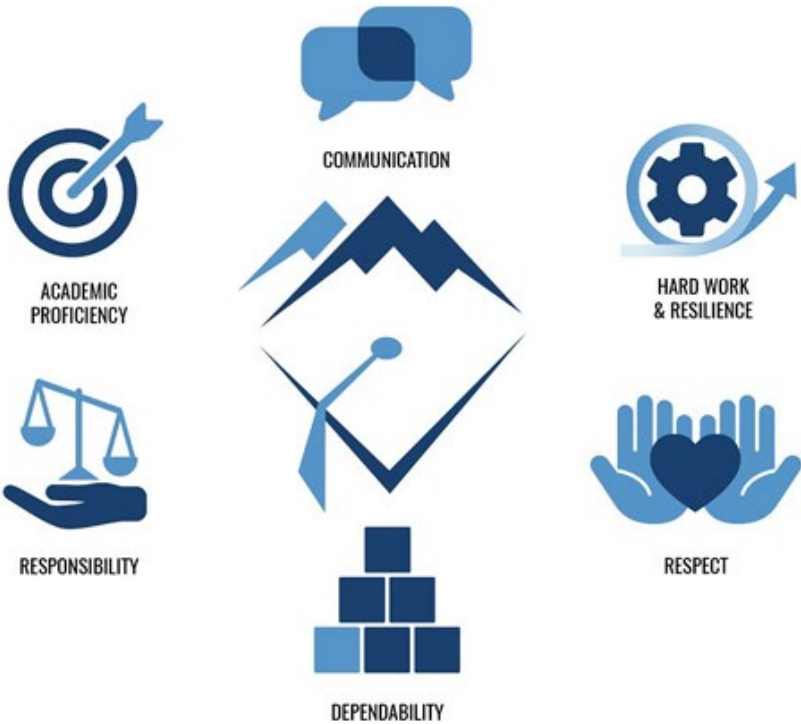 COMMUNICATION
ACADEMIC
PROFICIENCY
HARD WORK
& RESILIENCE
RESPONSIBILITY
RESPECT
DEPENDABILITY